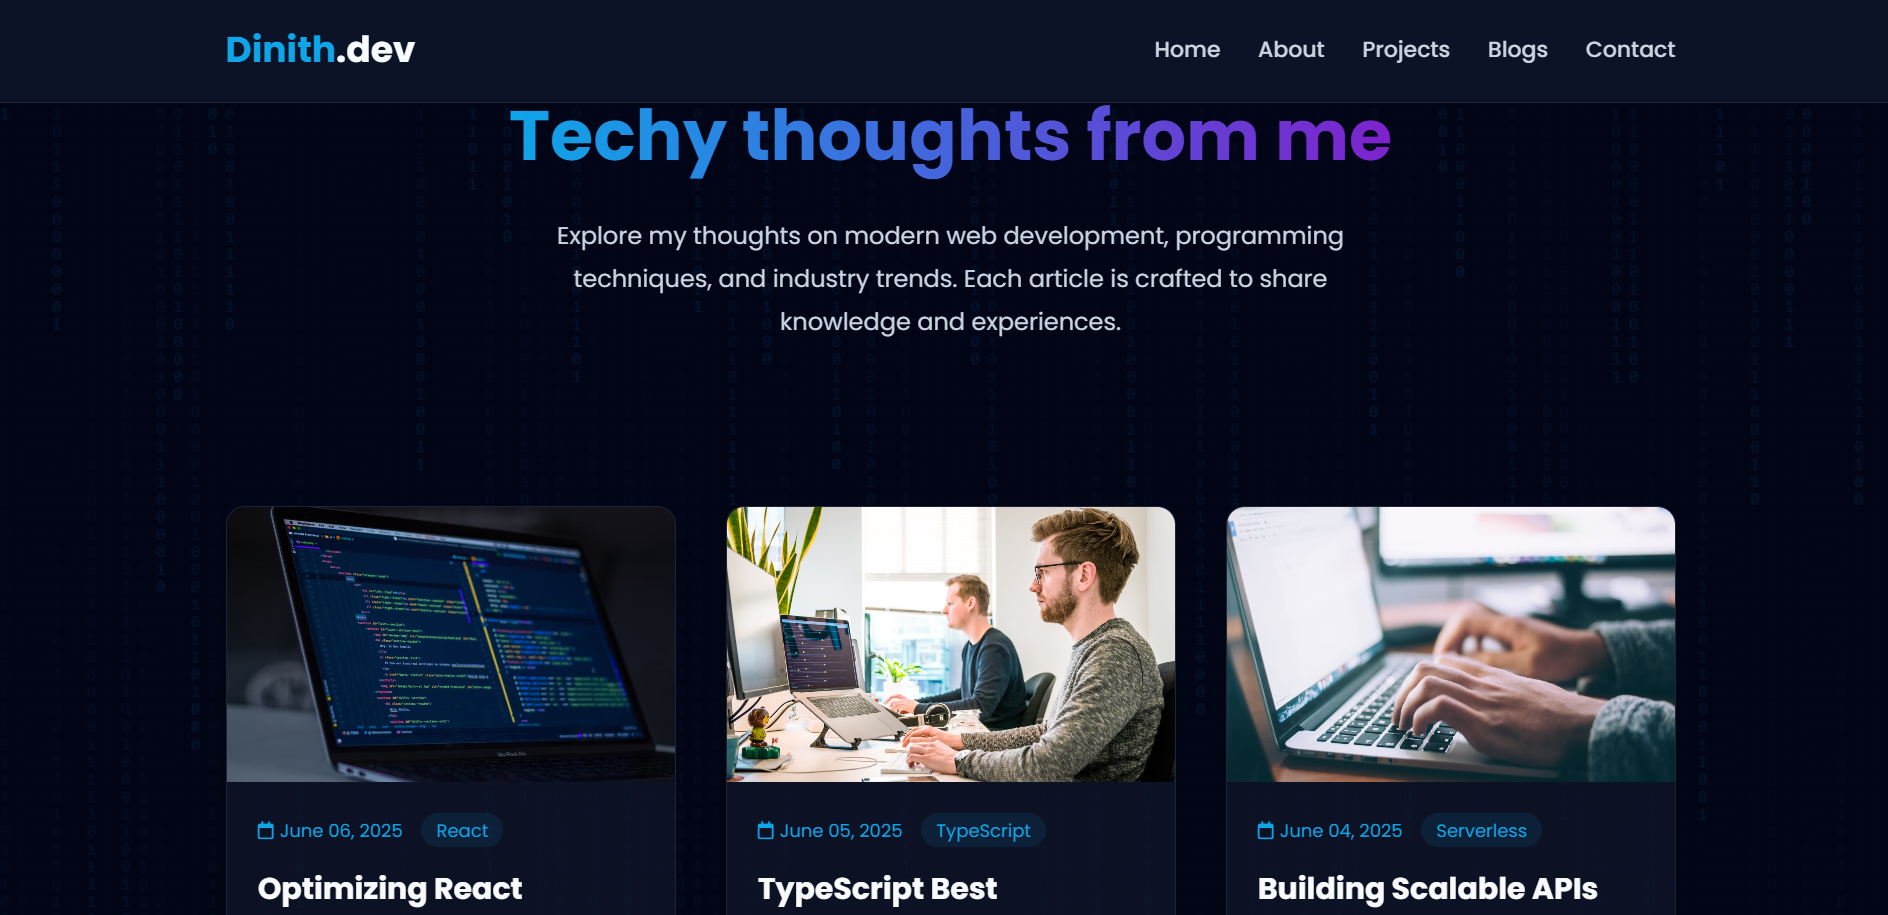 Dinith.dev
Home About Projects Blogs Contact
Techy thoughts from me
Explore my thoughts on modern web development, programming
techniques, and industry trends. Each article is crafted to share
knowledge and experiences.
June 06, 2025 React
June 05, 2025 TypeScript
June 04, 2025 Serverless
Optimizing React
TypeScript Best
Building Scalable APIs